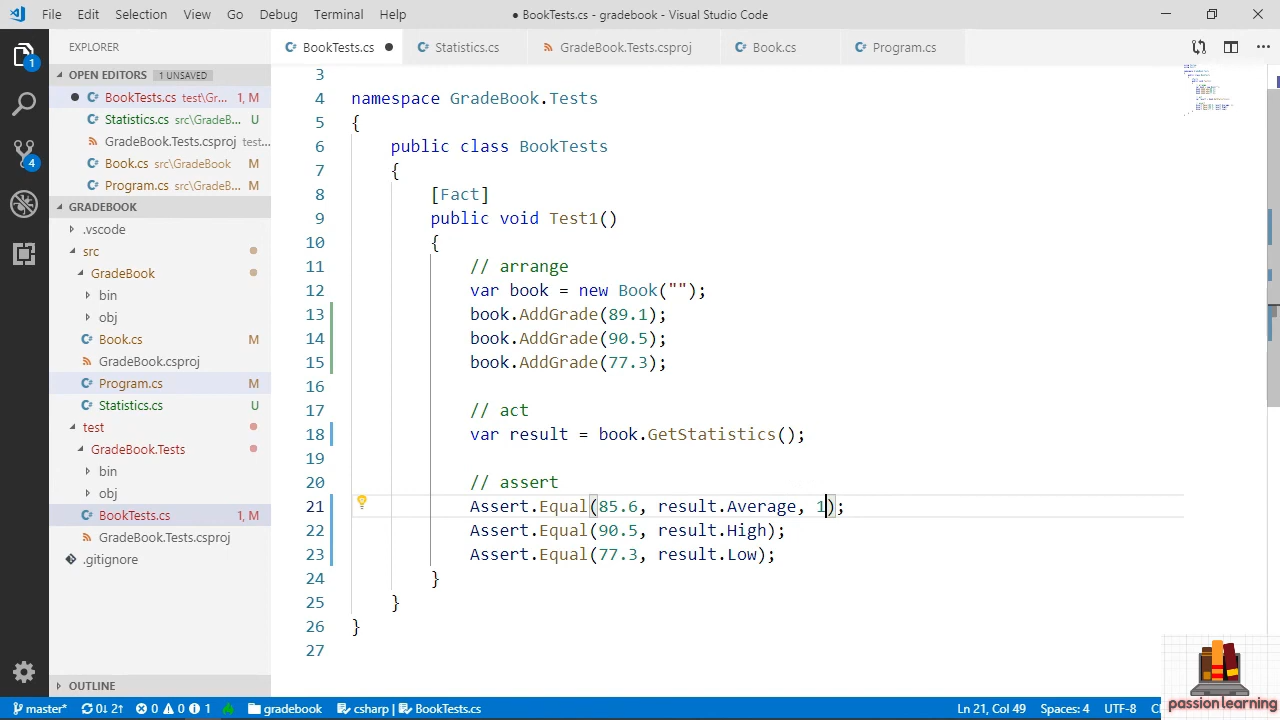 File Edit Selection View Go Debug Terminal Help
● BookTests.cs - gradebook - Visual Studio Code
EXPLORER
BookTests.cs Statistics.cs GradeBook.Tests.csproj Book.cs Program.cs
OPEN EDITORS 1 UNSAVED
BookTests.cs test\Gr... 1, M
Statistics.cs src\GradeB... U
GradeBook.Tests.csproj test...
Book.cs src\GradeBook M
Program.cs src\GradeB... M
GRADEBOOK
.vscode
src
GradeBook
bin
obj
Book.cs M
GradeBook.csproj
Program.cs M
Statistics.cs U
test
GradeBook.Tests
bin
obj
BookTests.cs 1, M
GradeBook.Tests.csproj
.gitignore
OUTLINE
1
4
3
4 namespace GradeBook.Tests
5 {
6 public class BookTests
7 {
8 [Fact]
9 public void Test1()
10 {
11 // arrange
12 var book = new Book("");
13 book.AddGrade(89.1);
14 book.AddGrade(90.5);
15 book.AddGrade(77.3);
16
17 // act
18 var result = book.GetStatistics();
19
20 // assert
21 Assert.Equal(85.6, result.Average, 1);
22 Assert.Equal(90.5, result.High);
23 Assert.Equal(77.3, result.Low);
24 }
25 }
26 }
27
passion learning
master* 0↓ 2↑ 0 0 1 gradebook csharp | BookTests.cs Ln 21, Col 49 Spaces: 4 UTF-8